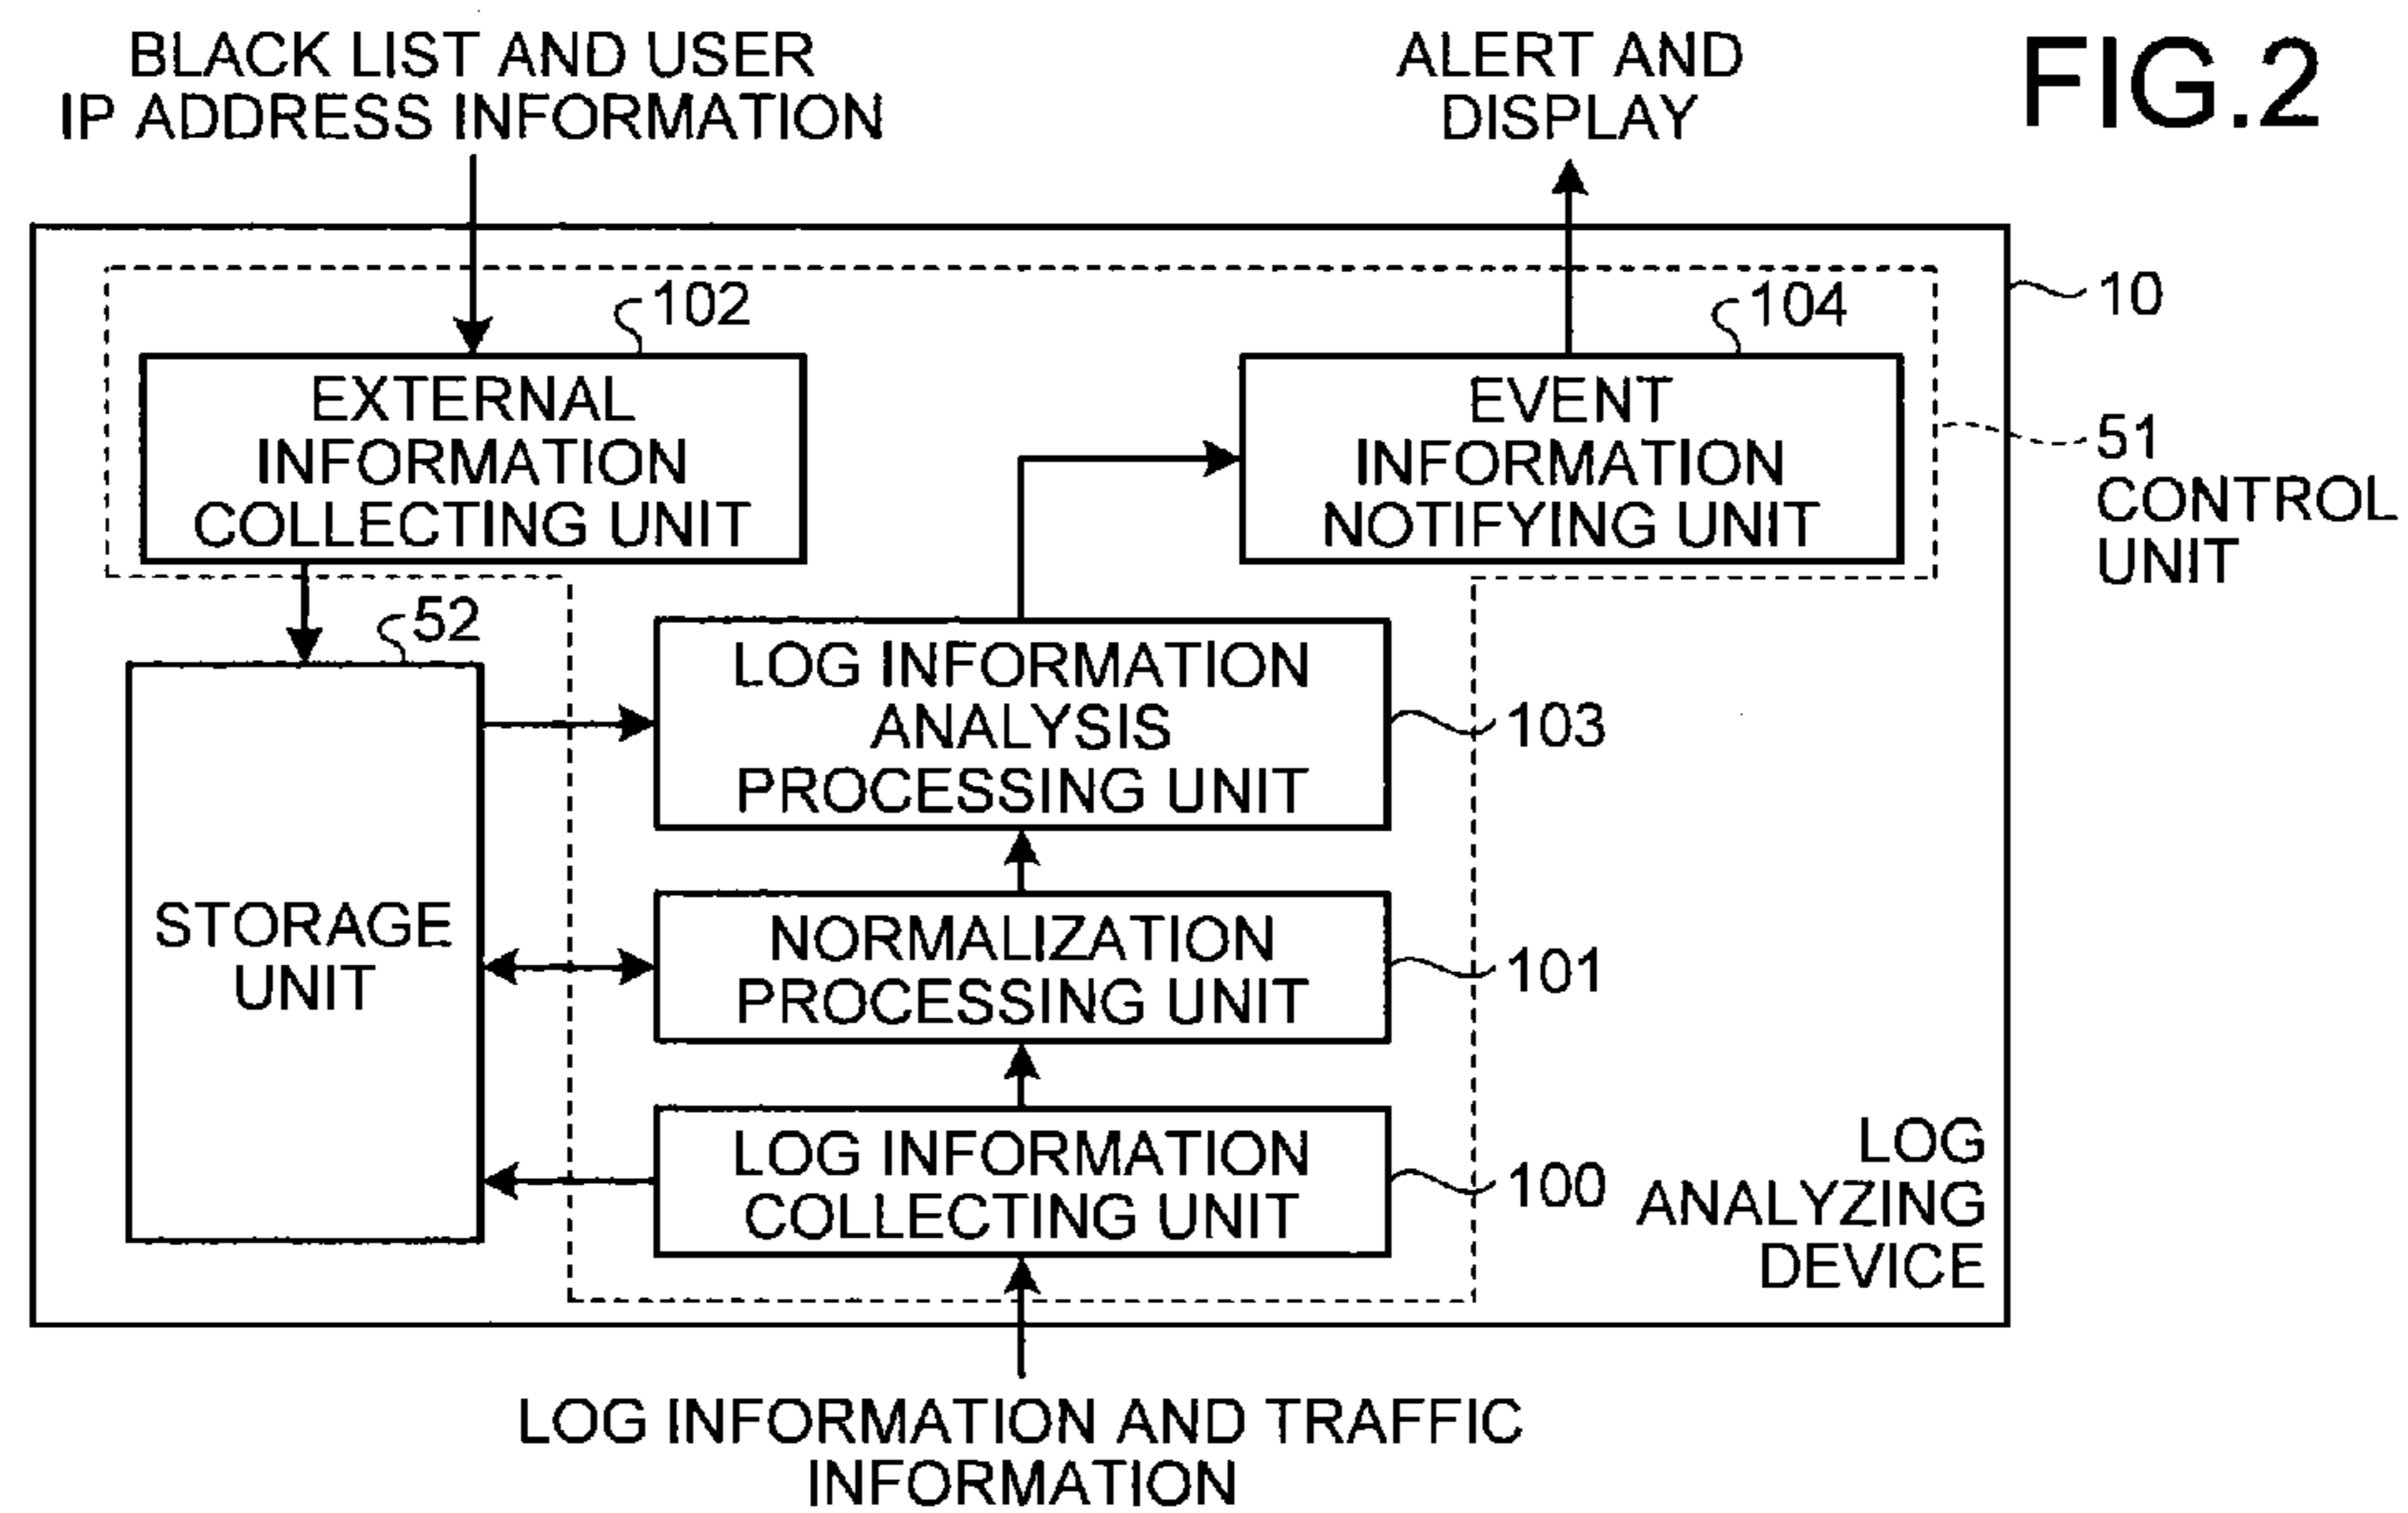 BLACK LIST AND USER
IP ADDRESS INFORMATION
ALERT AND
DISPLAY
FIG.2
102
104
10
EXTERNAL
INFORMATION
COLLECTING UNIT
EVENT
INFORMATION
NOTIFYING UNIT
51
CONTROL
UNIT
52
LOG INFORMATION
ANALYSIS
PROCESSING UNIT
103
STORAGE
UNIT
NORMALIZATION
PROCESSING UNIT
101
LOG INFORMATION
COLLECTING UNIT
100
LOG
ANALYZING
DEVICE
LOG INFORMATION AND TRAFFIC
INFORMATION